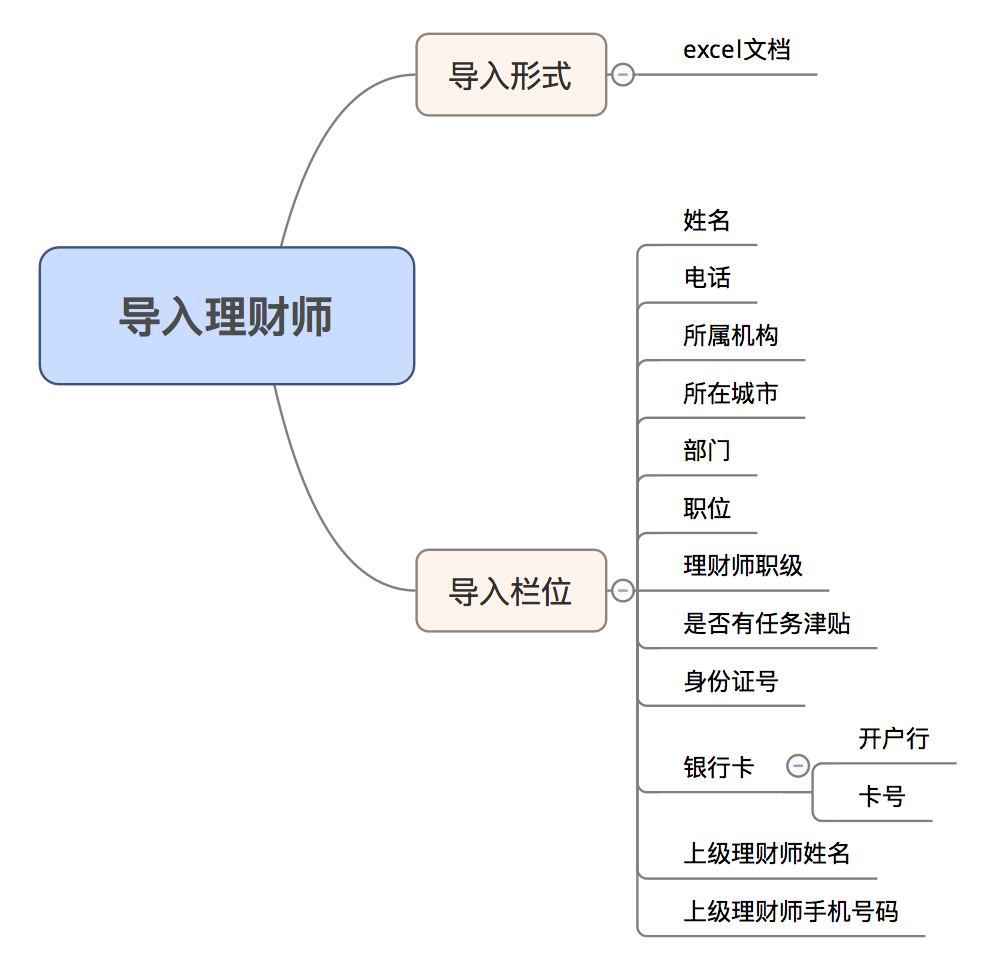 导入理财师
导入形式
excel文档
导入栏位
姓名
电话
所属机构
所在城市
部门
职位
理财师职级
是否有任务津贴
身份证号
银行卡
开户行
卡号
上级理财师姓名
上级理财师手机号码